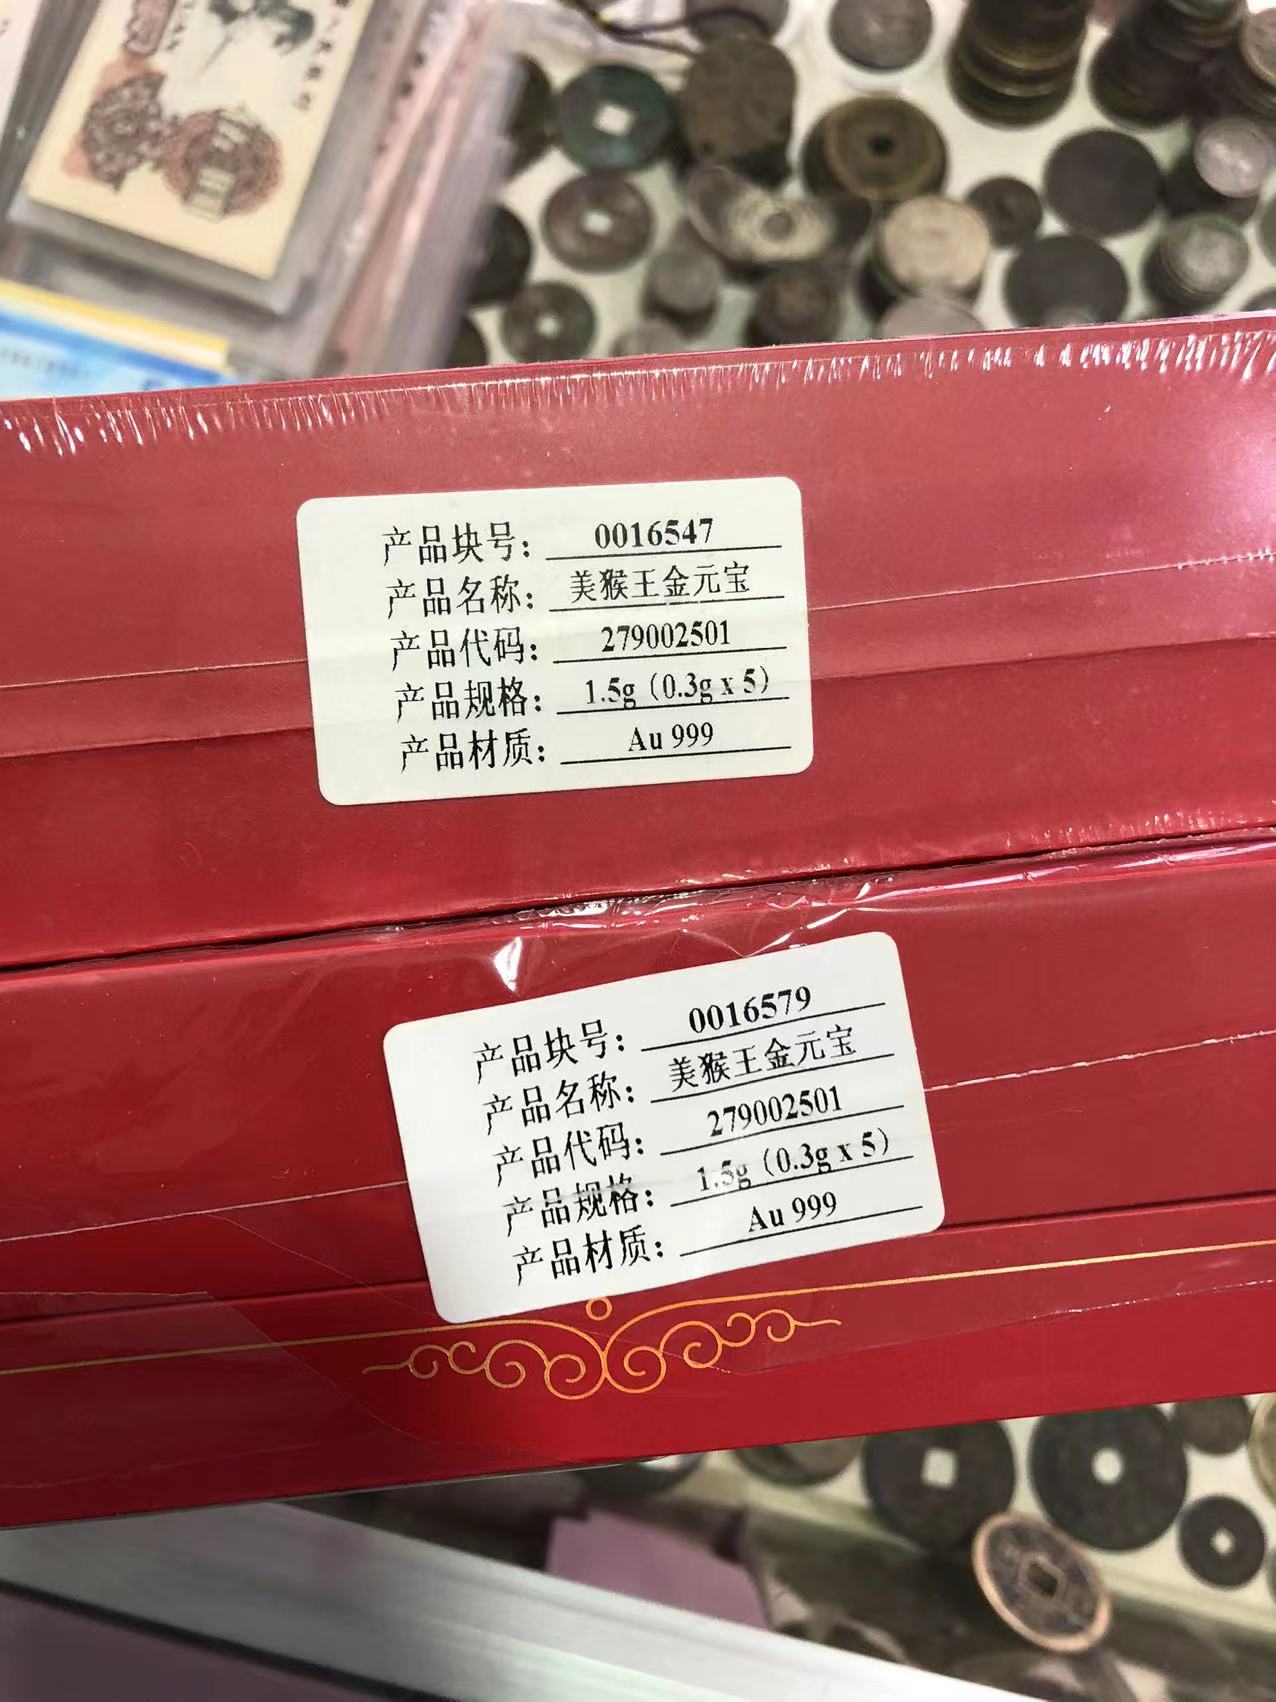 产品块号: 0016547
产品名称: 美猴王金元宝
产品代码: 279002501
产品规格: 1.5g（0.3g x 5）
产品材质: Au 999
产品块号: 0016579
产品名称: 美猴王金元宝
产品代码: 279002501
产品规格: 1.5g（0.3g x 5）
产品材质: Au 999